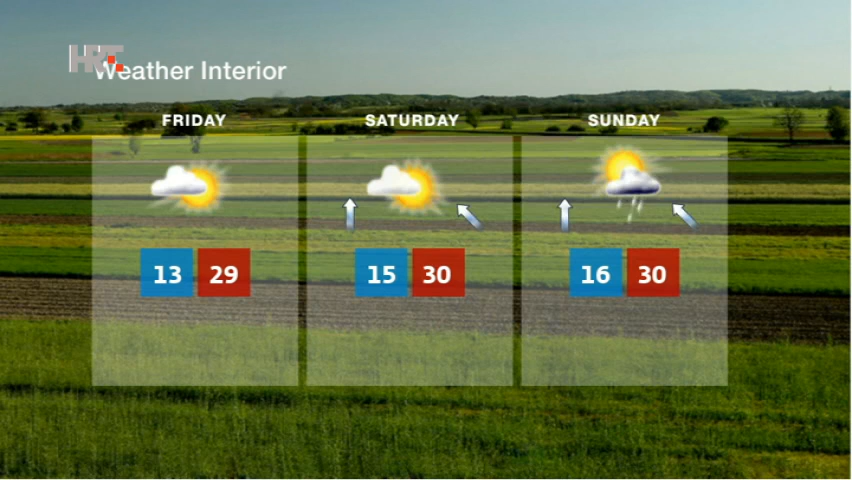 HRT
Weather Interior
FRIDAY
SATURDAY
SUNDAY
13 29
15 30
16 30